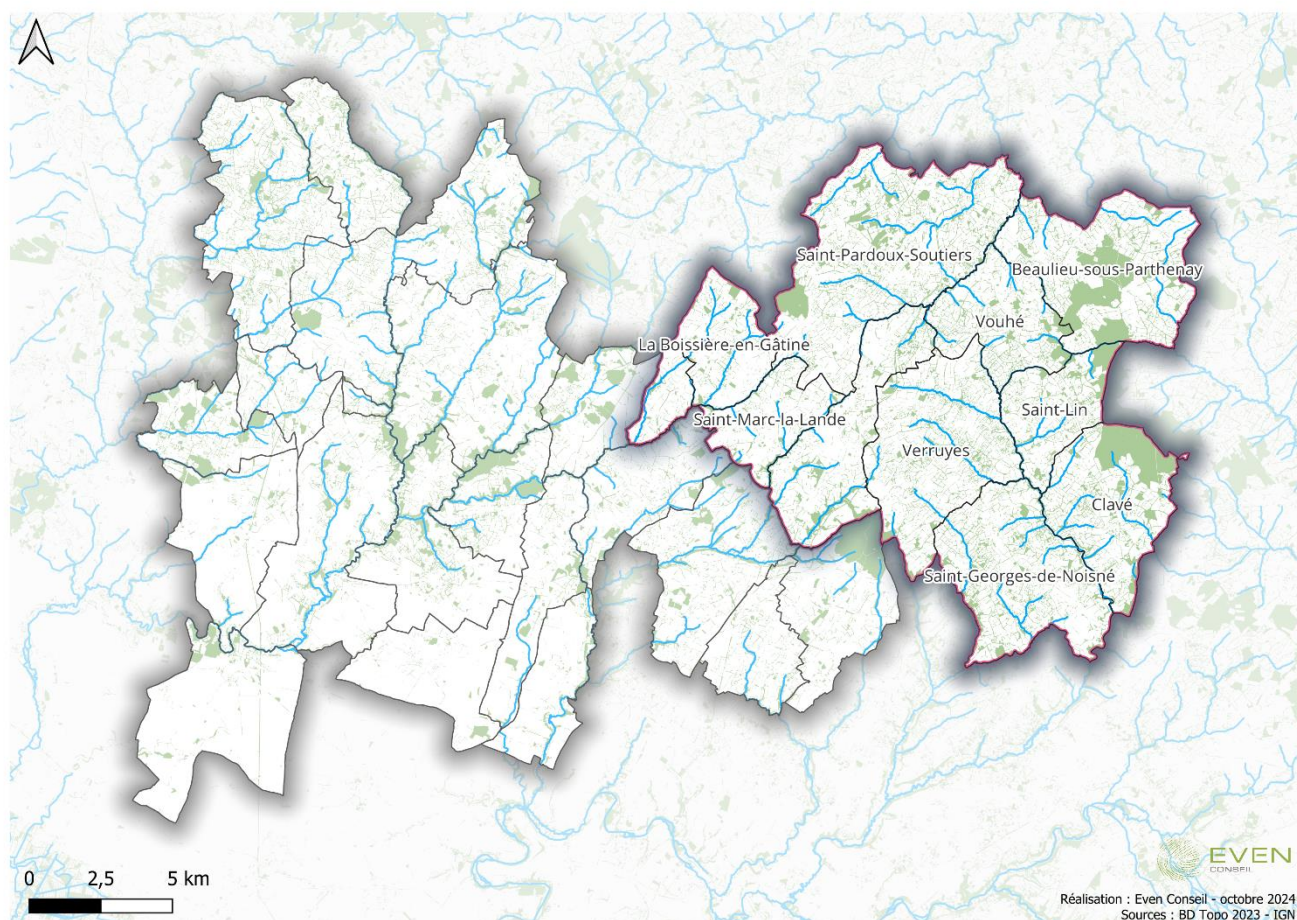 Saint-Pardoux-Soutiers
Beaulieu-sous-Parthenay
Vouhé
La Boissière-en-Gâtine
Saint-Marc-la-Lande
Saint-Lin
Verruyes
Clavé
Saint-Georges-de-Noisné
EVEN
CONSEIL
0 2,5 5 km
Réalisation : Even Conseil - octobre 2024
Sources : BD Topo 2023 - IGN